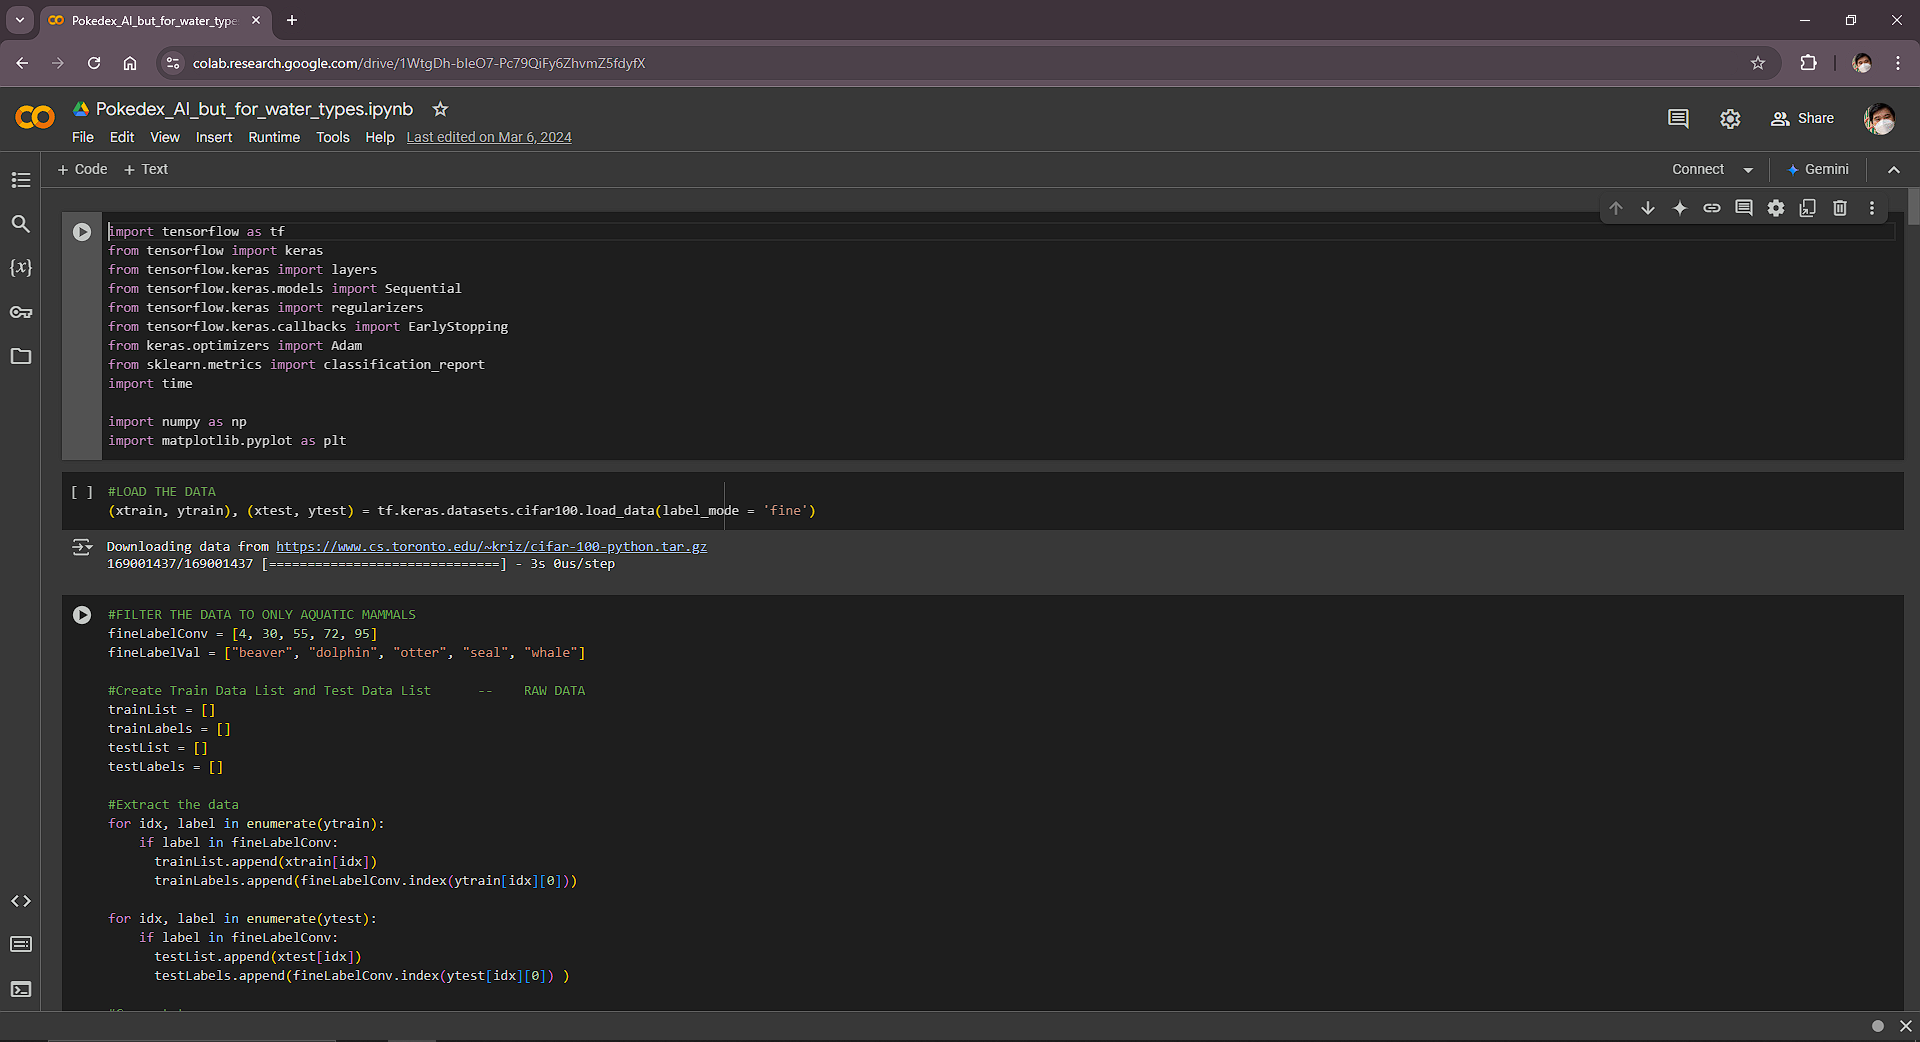 Pokedex_AI_but_for_water_type
colab.research.google.com/drive/1WtgDh-bIeO7-Pc79QiFy6ZhvmZ5fdyfX
Pokedex_AI_but_for_water_types.ipynb
File Edit View Insert Runtime Tools Help Last edited on Mar 6, 2024
Share
+ Code + Text
Connect
Gemini
import tensorflow as tf
from tensorflow import keras
from tensorflow.keras import layers
from tensorflow.keras.models import Sequential
from tensorflow.keras import regularizers
from tensorflow.keras.callbacks import EarlyStopping
from keras.optimizers import Adam
from sklearn.metrics import classification_report
import time
import numpy as np
import matplotlib.pyplot as plt
[ ] #LOAD THE DATA
(xtrain, ytrain), (xtest, ytest) = tf.keras.datasets.cifar100.load_data(label_mode = 'fine')
Downloading data from https://www.cs.toronto.edu/~kriz/cifar-100-python.tar.gz
169001437/169001437 [==============================] - 3s 0us/step
#FILTER THE DATA TO ONLY AQUATIC MAMMALS
fineLabelConv = [4, 30, 55, 72, 95]
fineLabelVal = ["beaver", "dolphin", "otter", "seal", "whale"]
#Create Train Data List and Test Data List -- RAW DATA
trainList = []
trainLabels = []
testList = []
testLabels = []
#Extract the data
for idx, label in enumerate(ytrain):
if label in fineLabelConv:
trainList.append(xtrain[idx])
trainLabels.append(fineLabelConv.index(ytrain[idx][0]))
for idx, label in enumerate(ytest):
if label in fineLabelConv:
testList.append(xtest[idx])
testLabels.append(fineLabelConv.index(ytest[idx][0]) )